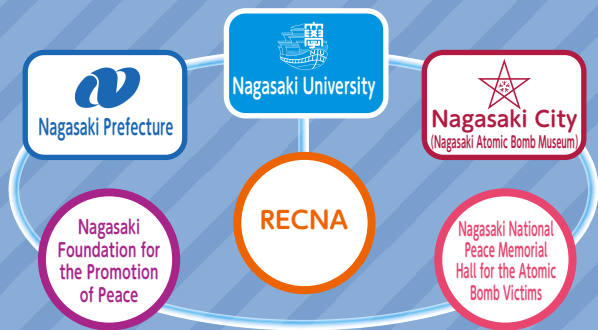 Nagasaki University
Nagasaki Prefecture
Nagasaki City
(Nagasaki Atomic Bomb Museum)
RECNA
Nagasaki
Foundation for
the Promotion
of Peace
Nagasaki National
Peace Memorial
Hall for the Atomic
Bomb Victims